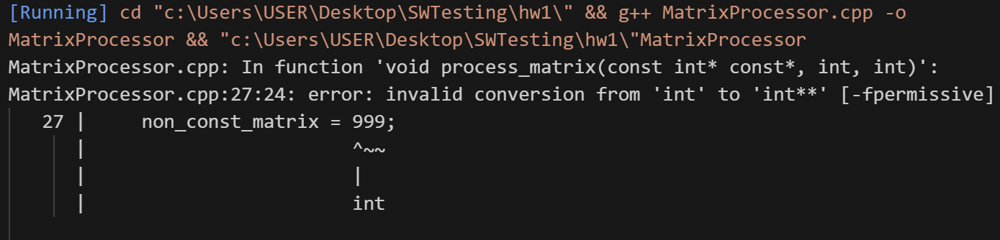 [Running] cd "c:\Users\USER\Desktop\SWTesting\hw1\" && g++ MatrixProcessor.cpp -o
MatrixProcessor && "c:\Users\USER\Desktop\SWTesting\hw1\"MatrixProcessor
MatrixProcessor.cpp: In function 'void process_matrix(const int* const*, int, int)':
MatrixProcessor.cpp:27:24: error: invalid conversion from 'int' to 'int**' [-fpermissive]
   27 |     non_const_matrix = 999;
      |                        ^~~
      |                        |
      |                        int